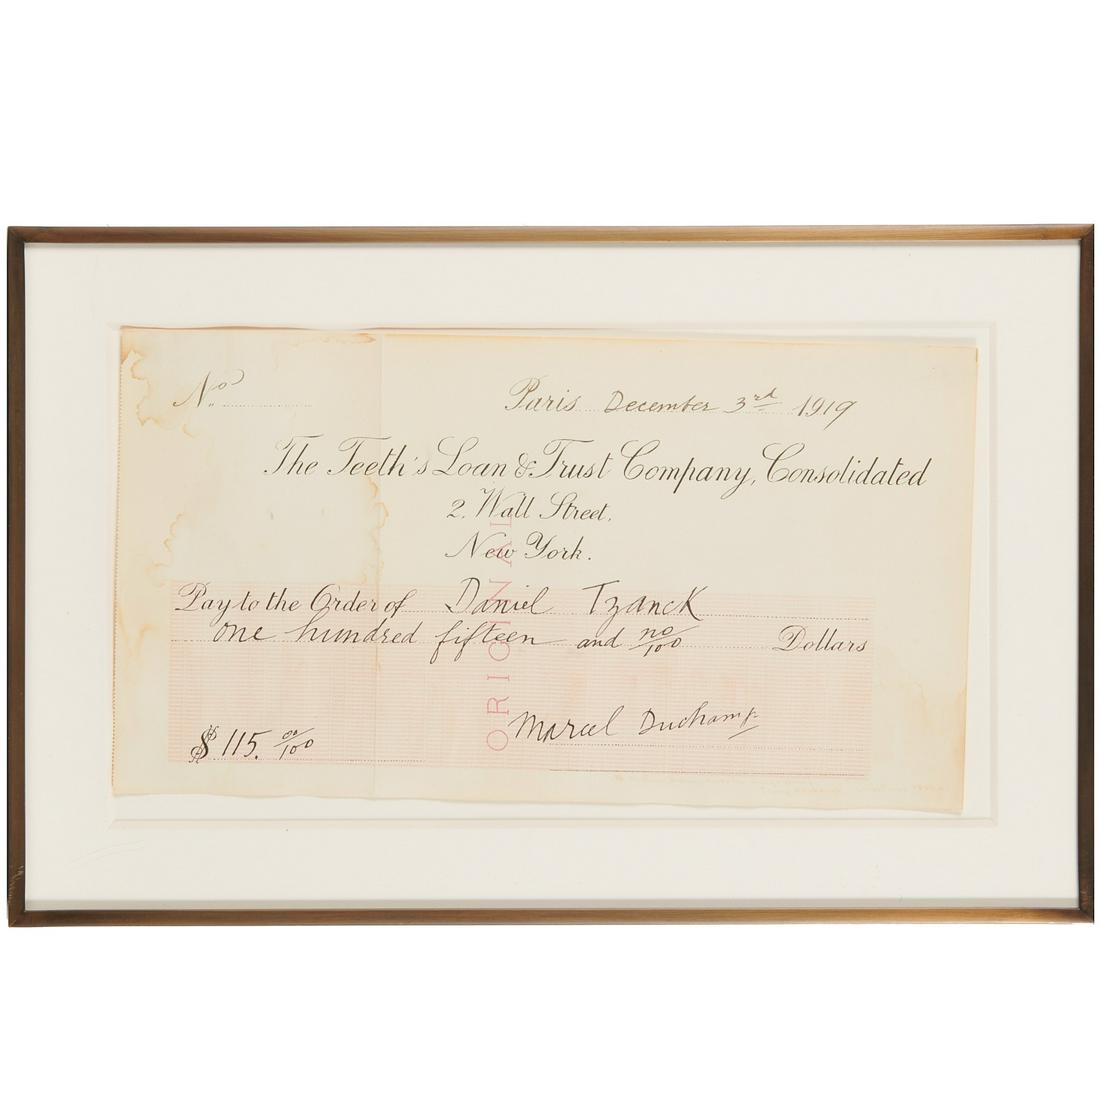 No
Paris December 3rd 1919
The Teeth's Loan & Trust Company, Consolidated
2. Wall Street.
New York.
Pay to the Order of Daniel Tzanck
one hundred fifteen and no/100 Dollars
$ 115. 00/100
Marcel Duchamp
ORIGINAL